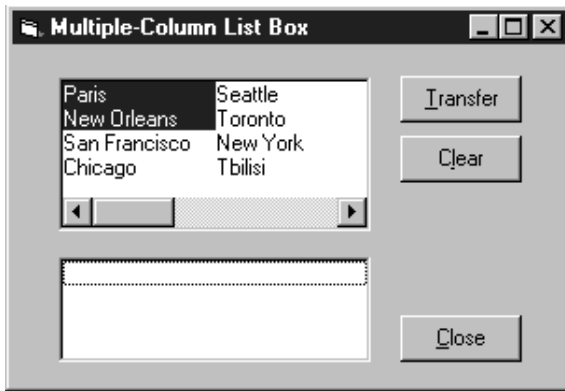 Multiple-Column List Box
Paris Seattle
New Orleans Toronto
San Francisco New York
Chicago Tbilisi
Transfer
Clear
Close